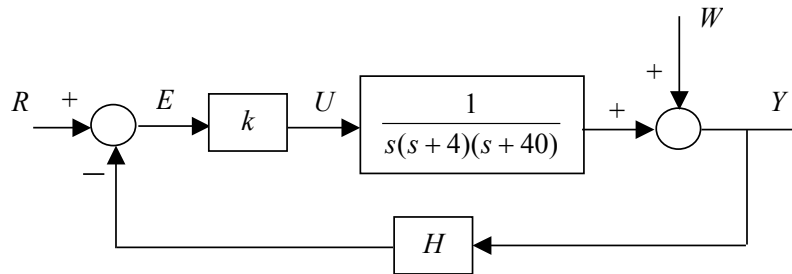 W
+
R + E k U 1 + Y
s(s + 4)(s + 40)
−
H